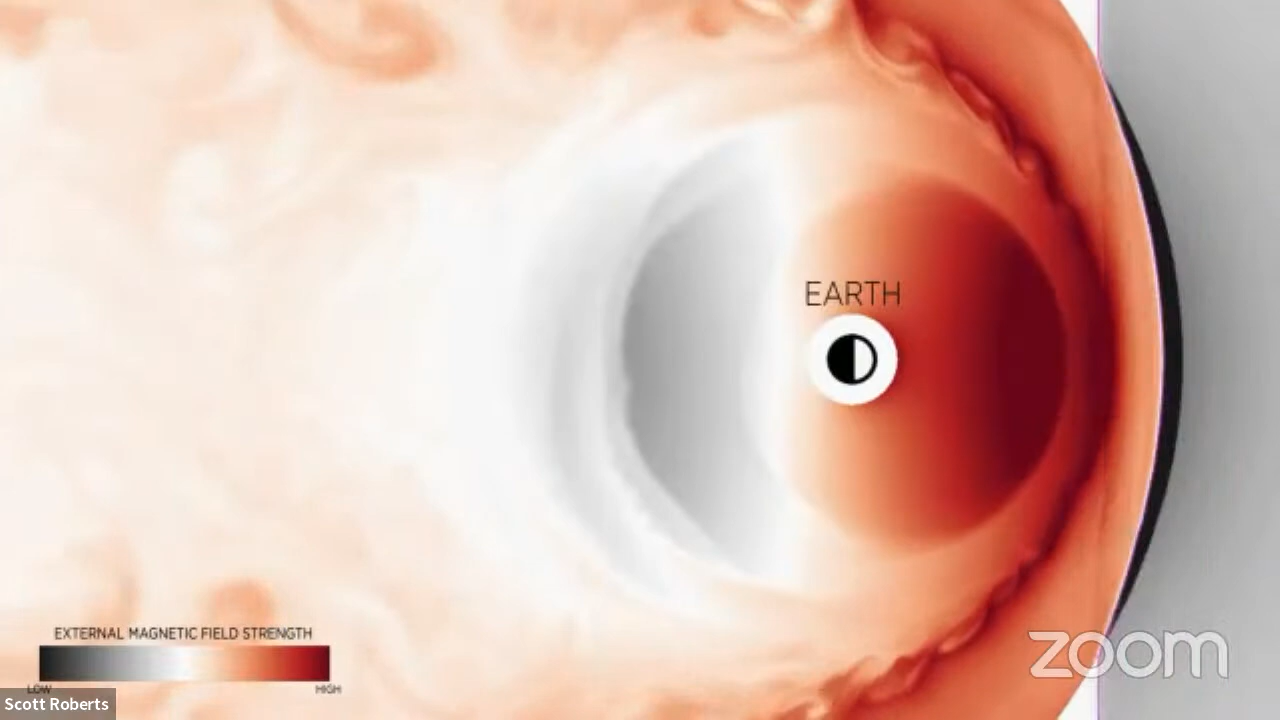 EARTH
EXTERNAL MAGNETIC FIELD STRENGTH
LOW HIGH
zoom
Scott Roberts